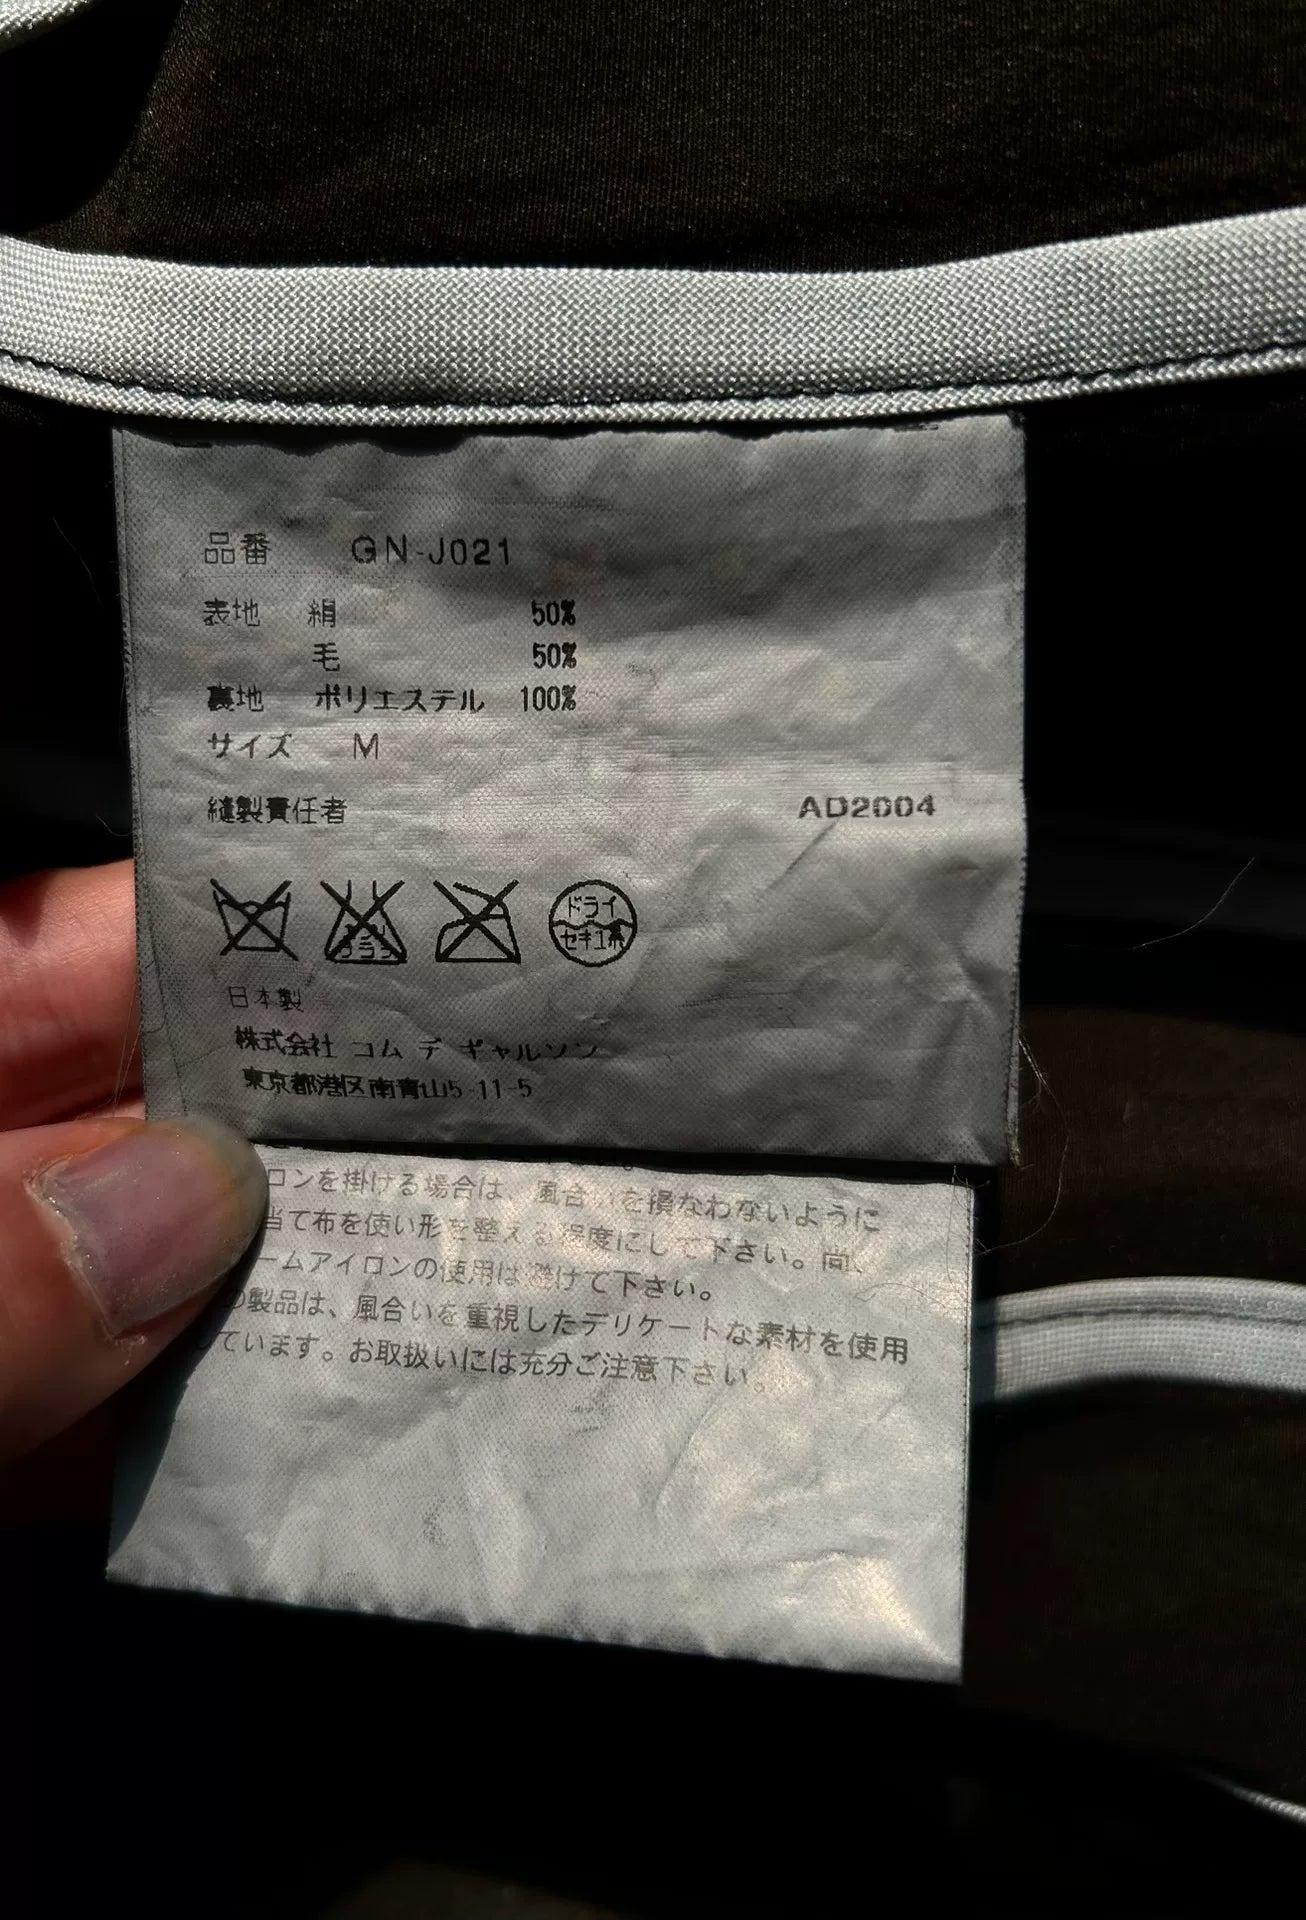 品番 GN-J021
表地 絹 50%
毛 50%
裏地 ポリエステル 100%
サイズ M
縫製責任者 AD2004
ドライ
セキユ系
日本製
株式会社 コム デ ギャルソン
東京都港区南青山5-11-5
ロンを掛ける場合は、風合いを損なわないように
当て布を使い形を整える程度にして下さい。尚、
ームアイロンの使用は避けて下さい。
の製品は、風合いを重視したデリケートな素材を使用
ています。お取扱いには充分ご注意下さい。